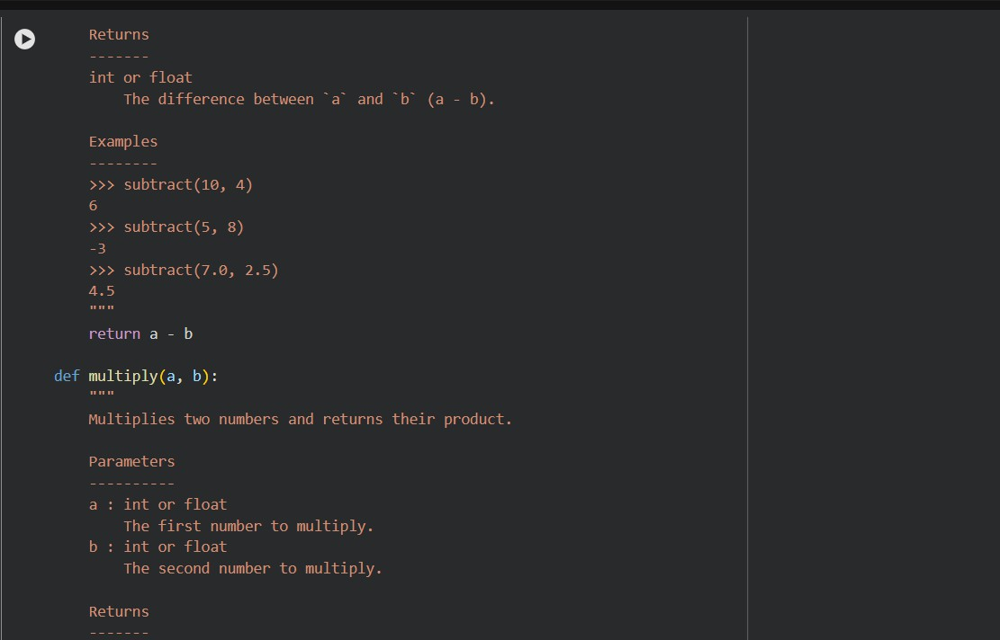 Returns
    -------
    int or float
        The difference between `a` and `b` (a - b).

    Examples
    --------
    >>> subtract(10, 4)
    6
    >>> subtract(5, 8)
    -3
    >>> subtract(7.0, 2.5)
    4.5
    """
    return a - b

def multiply(a, b):
    """
    Multiplies two numbers and returns their product.

    Parameters
    ----------
    a : int or float
        The first number to multiply.
    b : int or float
        The second number to multiply.

    Returns
    -------